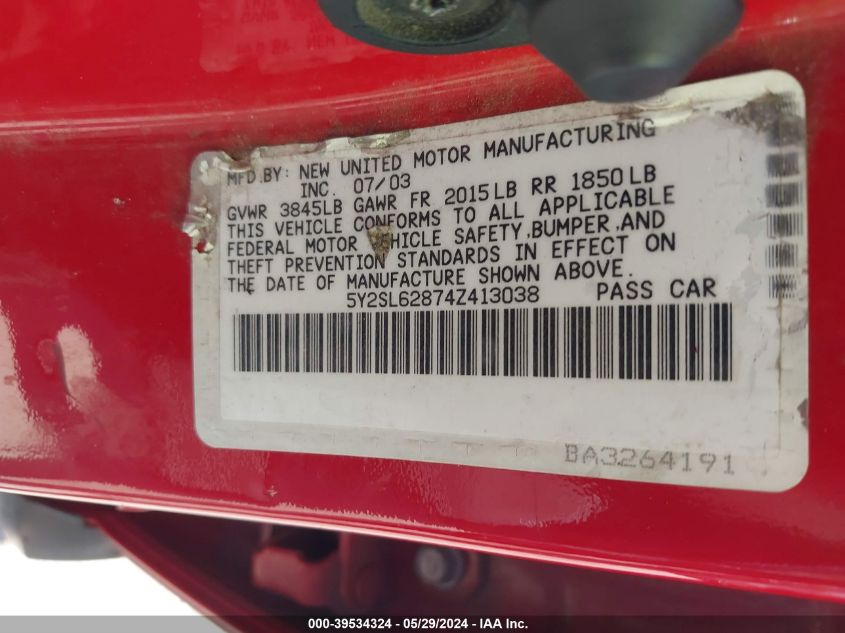 MFD.BY: NEW UNITED MOTOR MANUFACTURING
INC. 07/03
GVWR 3845LB GAWR FR 2015LB RR 1850LB
THIS VEHICLE CONFORMS TO ALL APPLICABLE
FEDERAL MOTOR VEHICLE SAFETY,BUMPER,AND
THEFT PREVENTION STANDARDS IN EFFECT ON
THE DATE OF MANUFACTURE SHOWN ABOVE.
5Y2SL62874Z413038 PASS CAR
BA3264191
000-39534324 | 05/29/2024 - IAA Inc.